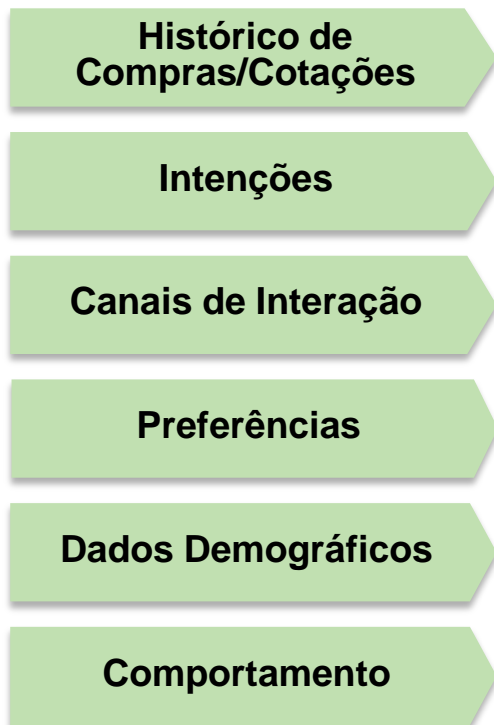 Histórico de
Compras/Cotações
Intenções
Canais de Interação
Preferências
Dados Demográficos
Comportamento